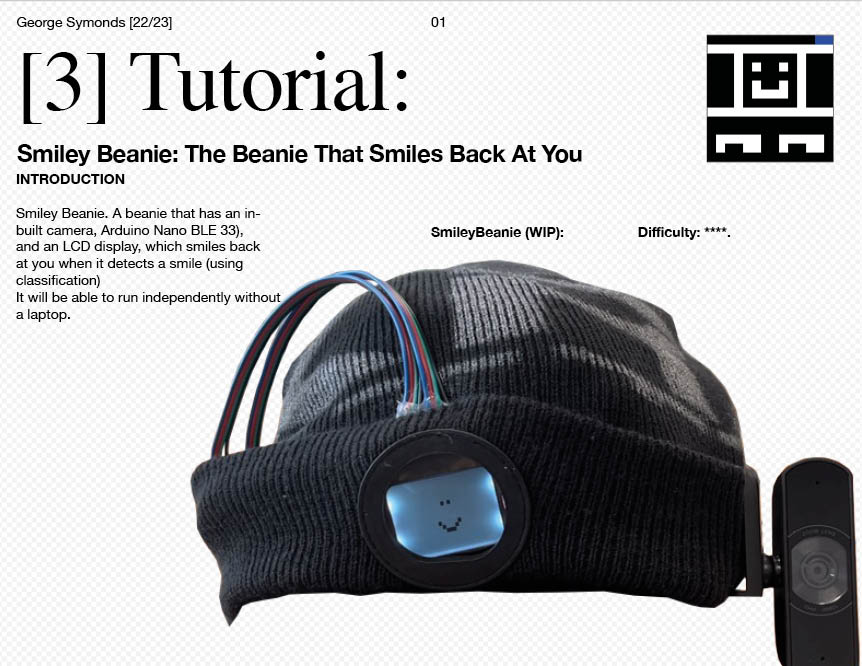 George Symonds [22/23]
01
[3] Tutorial:
Smiley Beanie: The Beanie That Smiles Back At You
INTRODUCTION
Smiley Beanie. A beanie that has an in-
built camera, Arduino Nano BLE 33),
and an LCD display, which smiles back
at you when it detects a smile (using
classification)
It will be able to run independently without
a laptop.
SmileyBeanie (WIP):
Difficulty: ****.